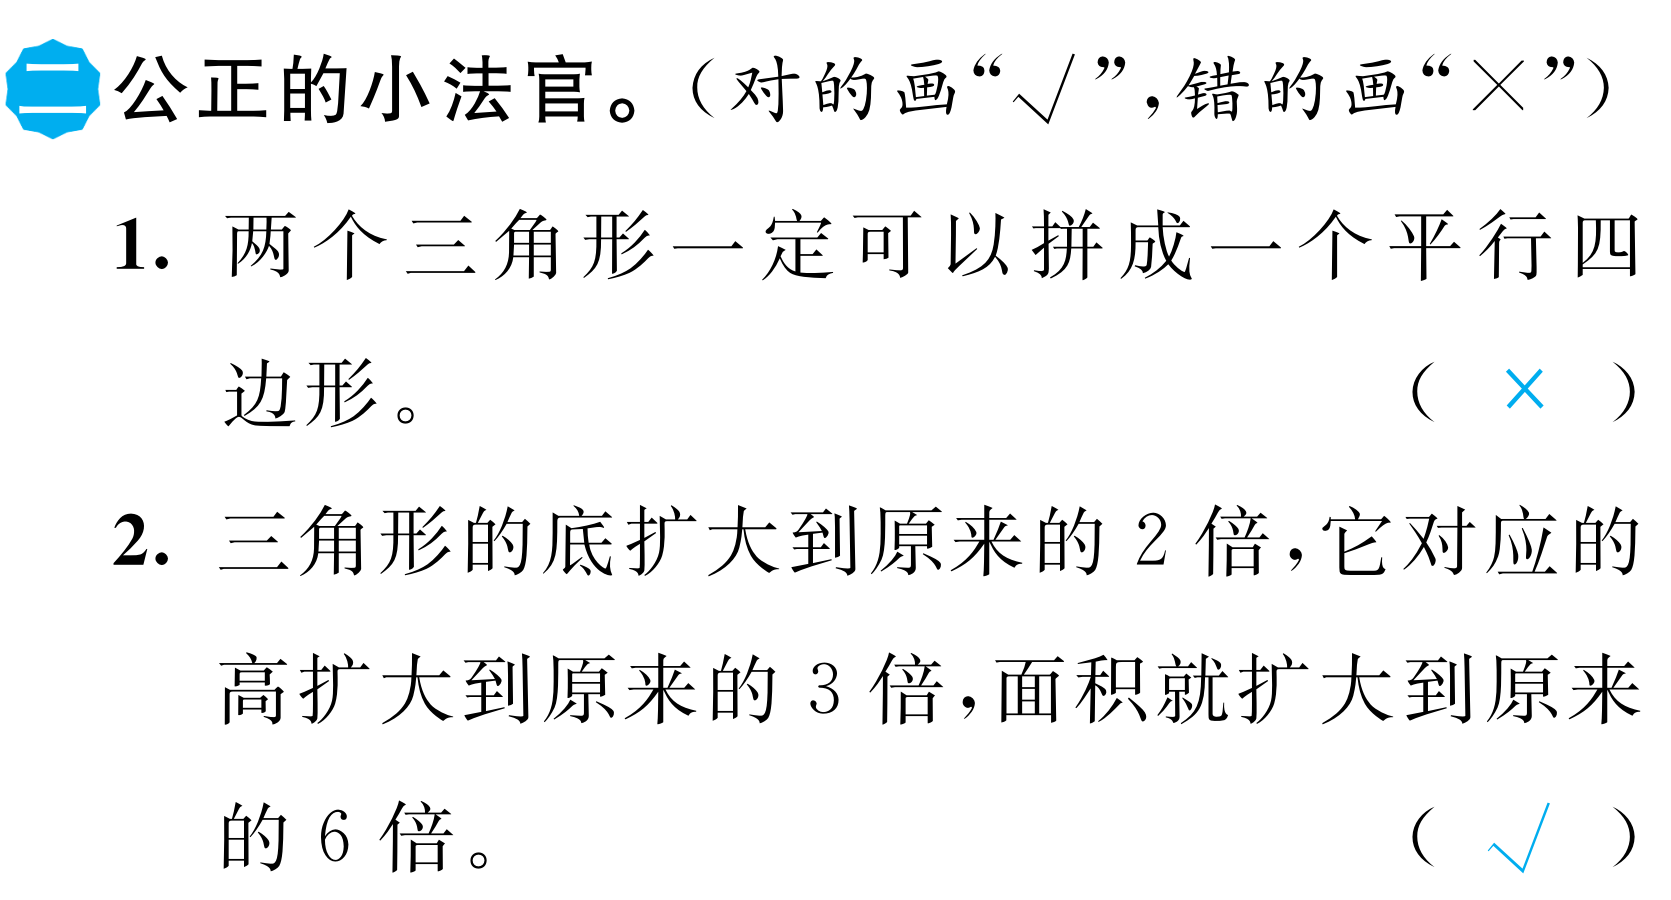 二 公正的小法官。(对的画“√”,错的画“×”)
1. 两个三角形一定可以拼成一个平行四
边形。 ( × )
2. 三角形的底扩大到原来的 2 倍,它对应的
高扩大到原来的 3 倍,面积就扩大到原来
的 6 倍。 ( √ )